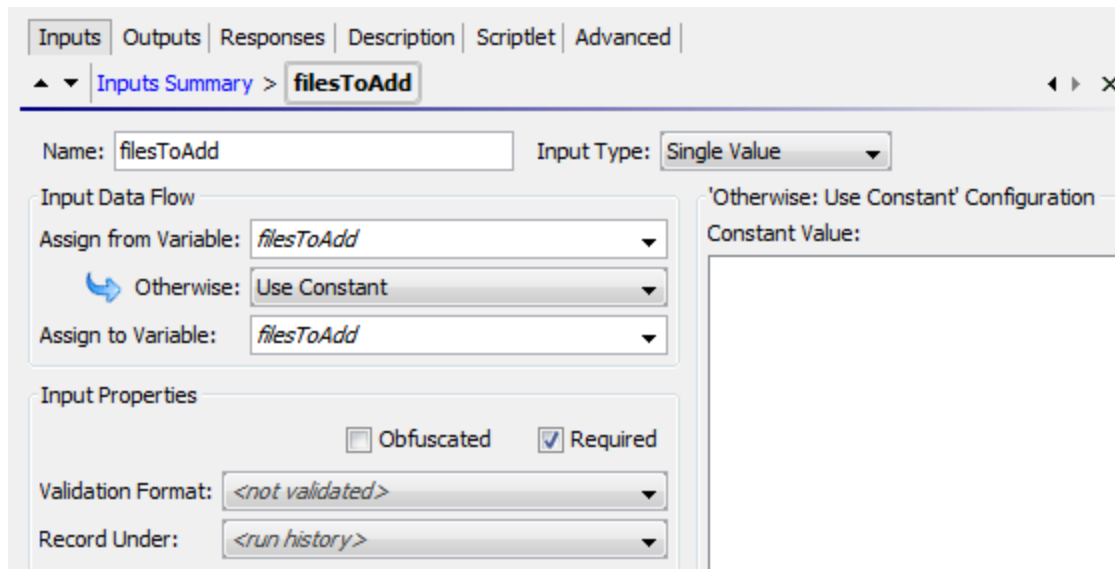 Inputs Outputs Responses Description Scriptlet Advanced
Inputs Summary > filesToAdd
Name: filesToAdd Input Type: Single Value
Input Data Flow 'Otherwise: Use Constant' Configuration
Assign from Variable: filesToAdd Constant Value:
Otherwise: Use Constant
Assign to Variable: filesToAdd
Input Properties
Obfuscated Required
Validation Format: <not validated>
Record Under: <run history>